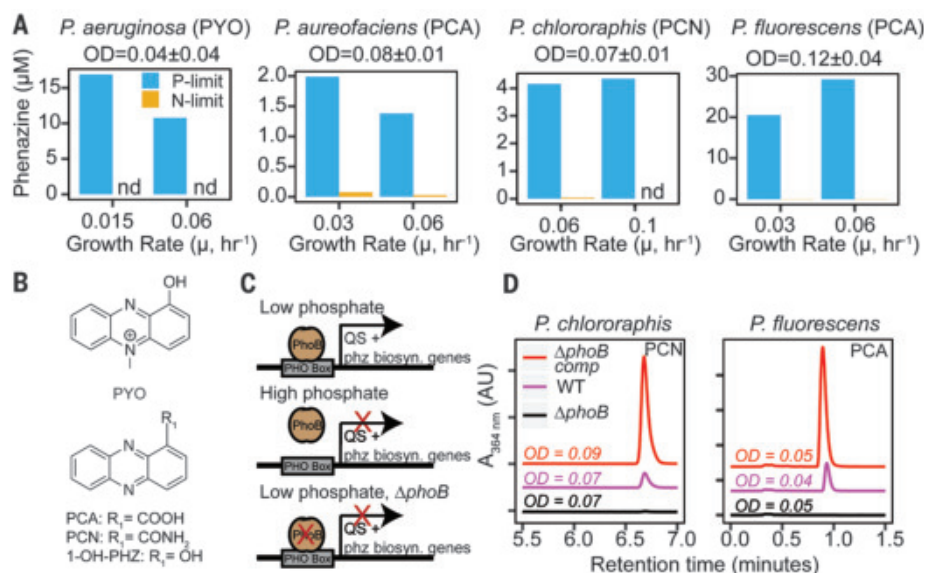 A
P. aeruginosa (PYO)
OD=0.04±0.04
P. aureofaciens (PCA)
OD=0.08±0.01
P. chlororaphis (PCN)
OD=0.07±0.01
P. fluorescens (PCA)
OD=0.12±0.04
Phenazine (µM)
15
10
5
0
P-limit
N-limit
nd
nd
0.015 0.06
Growth Rate (µ, hr⁻¹)
2.0
1.5
1.0
0.5
0.0
0.03 0.06
Growth Rate (µ, hr⁻¹)
5
4
3
2
1
0
nd
0.06 0.1
Growth Rate (µ, hr⁻¹)
30
20
10
0
0.03 0.06
Growth Rate (µ, hr⁻¹)
B
OH
N
N
PYO
R₁
N
N
PCA: R₁= COOH
PCN: R₁= CONH₂
1-OH-PHZ: R₁= OH
C
Low phosphate
PhoB
PHO Box
QS +
phz biosyn. genes
High phosphate
PhoB
PHO Box
QS +
phz biosyn. genes
Low phosphate, ΔphoB
PhoB
PHO Box
QS +
phz biosyn. genes
D
P. chlororaphis
PCN
ΔphoB
comp
WT
ΔphoB
A364 nm (AU)
OD = 0.09
OD = 0.07
OD = 0.07
5.5 6.0 6.5 7.0
P. fluorescens
PCA
OD = 0.05
OD = 0.04
OD = 0.05
0.0 0.5 1.0 1.5
Retention time (minutes)